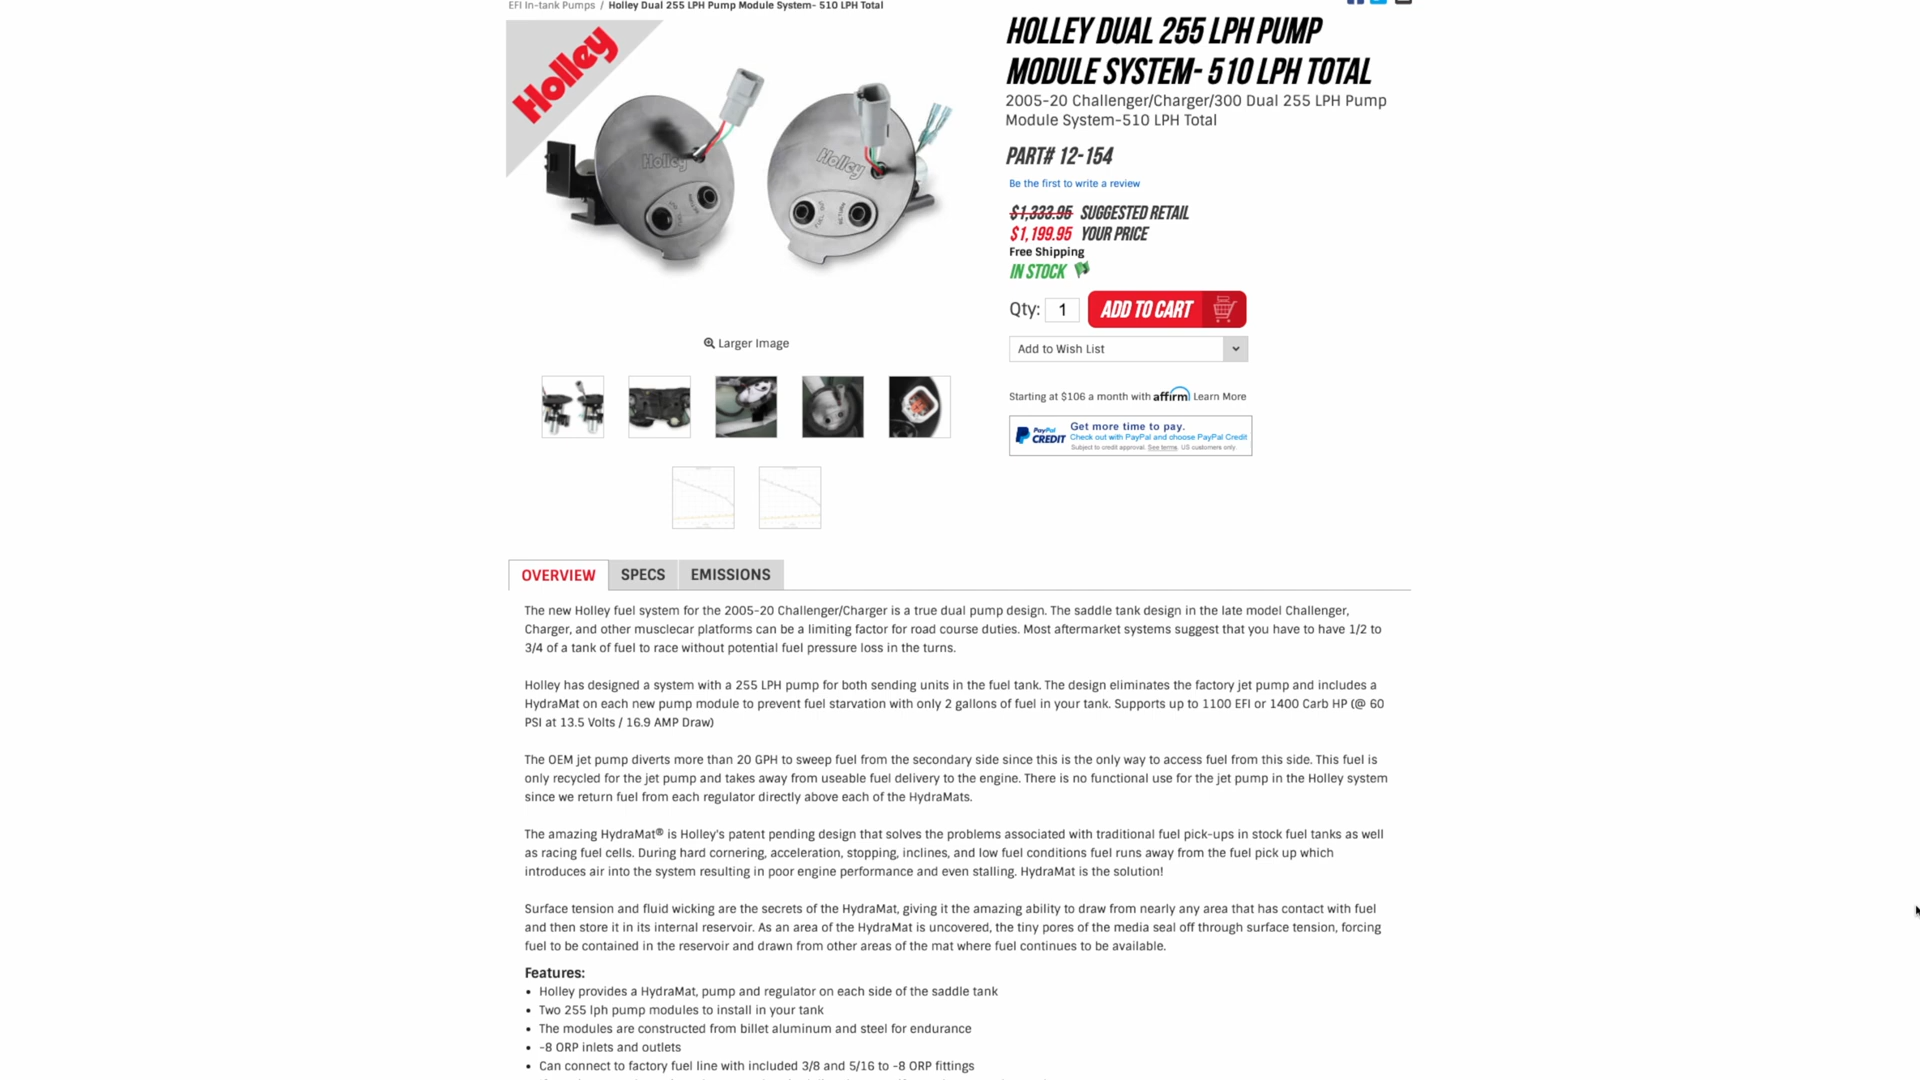 EFI In-tank Pumps / Holley Dual 255 LPH Pump Module System- 510 LPH Total
Holley
Holley
Holley
HOLLEY DUAL 255 LPH PUMP
MODULE SYSTEM- 510 LPH TOTAL
2005-20 Challenger/Charger/300 Dual 255 LPH Pump
Module System-510 LPH Total
PART# 12-154
Be the first to write a review
$1,333.95 SUGGESTED RETAIL
$1,199.95 YOUR PRICE
Free Shipping
IN STOCK
Qty: 1 ADD TO CART
Larger Image
Add to Wish List
Starting at $106 a month with affirm Learn More
PayPal CREDIT
Get more time to pay.
Check out with PayPal and choose PayPal Credit
Subject to credit approval. See terms. US customers only.
OVERVIEW SPECS EMISSIONS
The new Holley fuel system for the 2005-20 Challenger/Charger is a true dual pump design. The saddle tank design in the late model Challenger,
Charger, and other musclecar platforms can be a limiting factor for road course duties. Most aftermarket systems suggest that you have to have 1/2 to
3/4 of a tank of fuel to race without potential fuel pressure loss in the turns.
Holley has designed a system with a 255 LPH pump for both sending units in the fuel tank. The design eliminates the factory jet pump and includes a
HydraMat on each new pump module to prevent fuel starvation with only 2 gallons of fuel in your tank. Supports up to 1100 EFI or 1400 Carb HP (@ 60
PSI at 13.5 Volts / 16.9 AMP Draw)
The OEM jet pump diverts more than 20 GPH to sweep fuel from the secondary side since this is the only way to access fuel from this side. This fuel is
only recycled for the jet pump and takes away from useable fuel delivery to the engine. There is no functional use for the jet pump in the Holley system
since we return fuel from each regulator directly above each of the HydraMats.
The amazing HydraMat® is Holley's patent pending design that solves the problems associated with traditional fuel pick-ups in stock fuel tanks as well
as racing fuel cells. During hard cornering, acceleration, stopping, inclines, and low fuel conditions fuel runs away from the fuel pick up which
introduces air into the system resulting in poor engine performance and even stalling. HydraMat is the solution!
Surface tension and fluid wicking are the secrets of the HydraMat, giving it the amazing ability to draw from nearly any area that has contact with fuel
and then store it in its internal reservoir. As an area of the HydraMat is uncovered, the tiny pores of the media seal off through surface tension, forcing
fuel to be contained in the reservoir and drawn from other areas of the mat where fuel continues to be available.
Features:
• Holley provides a HydraMat, pump and regulator on each side of the saddle tank
• Two 255 lph pump modules to install in your tank
• The modules are constructed from billet aluminum and steel for endurance
• -8 ORP inlets and outlets
• Can connect to factory fuel line with included 3/8 and 5/16 to -8 ORP fittings